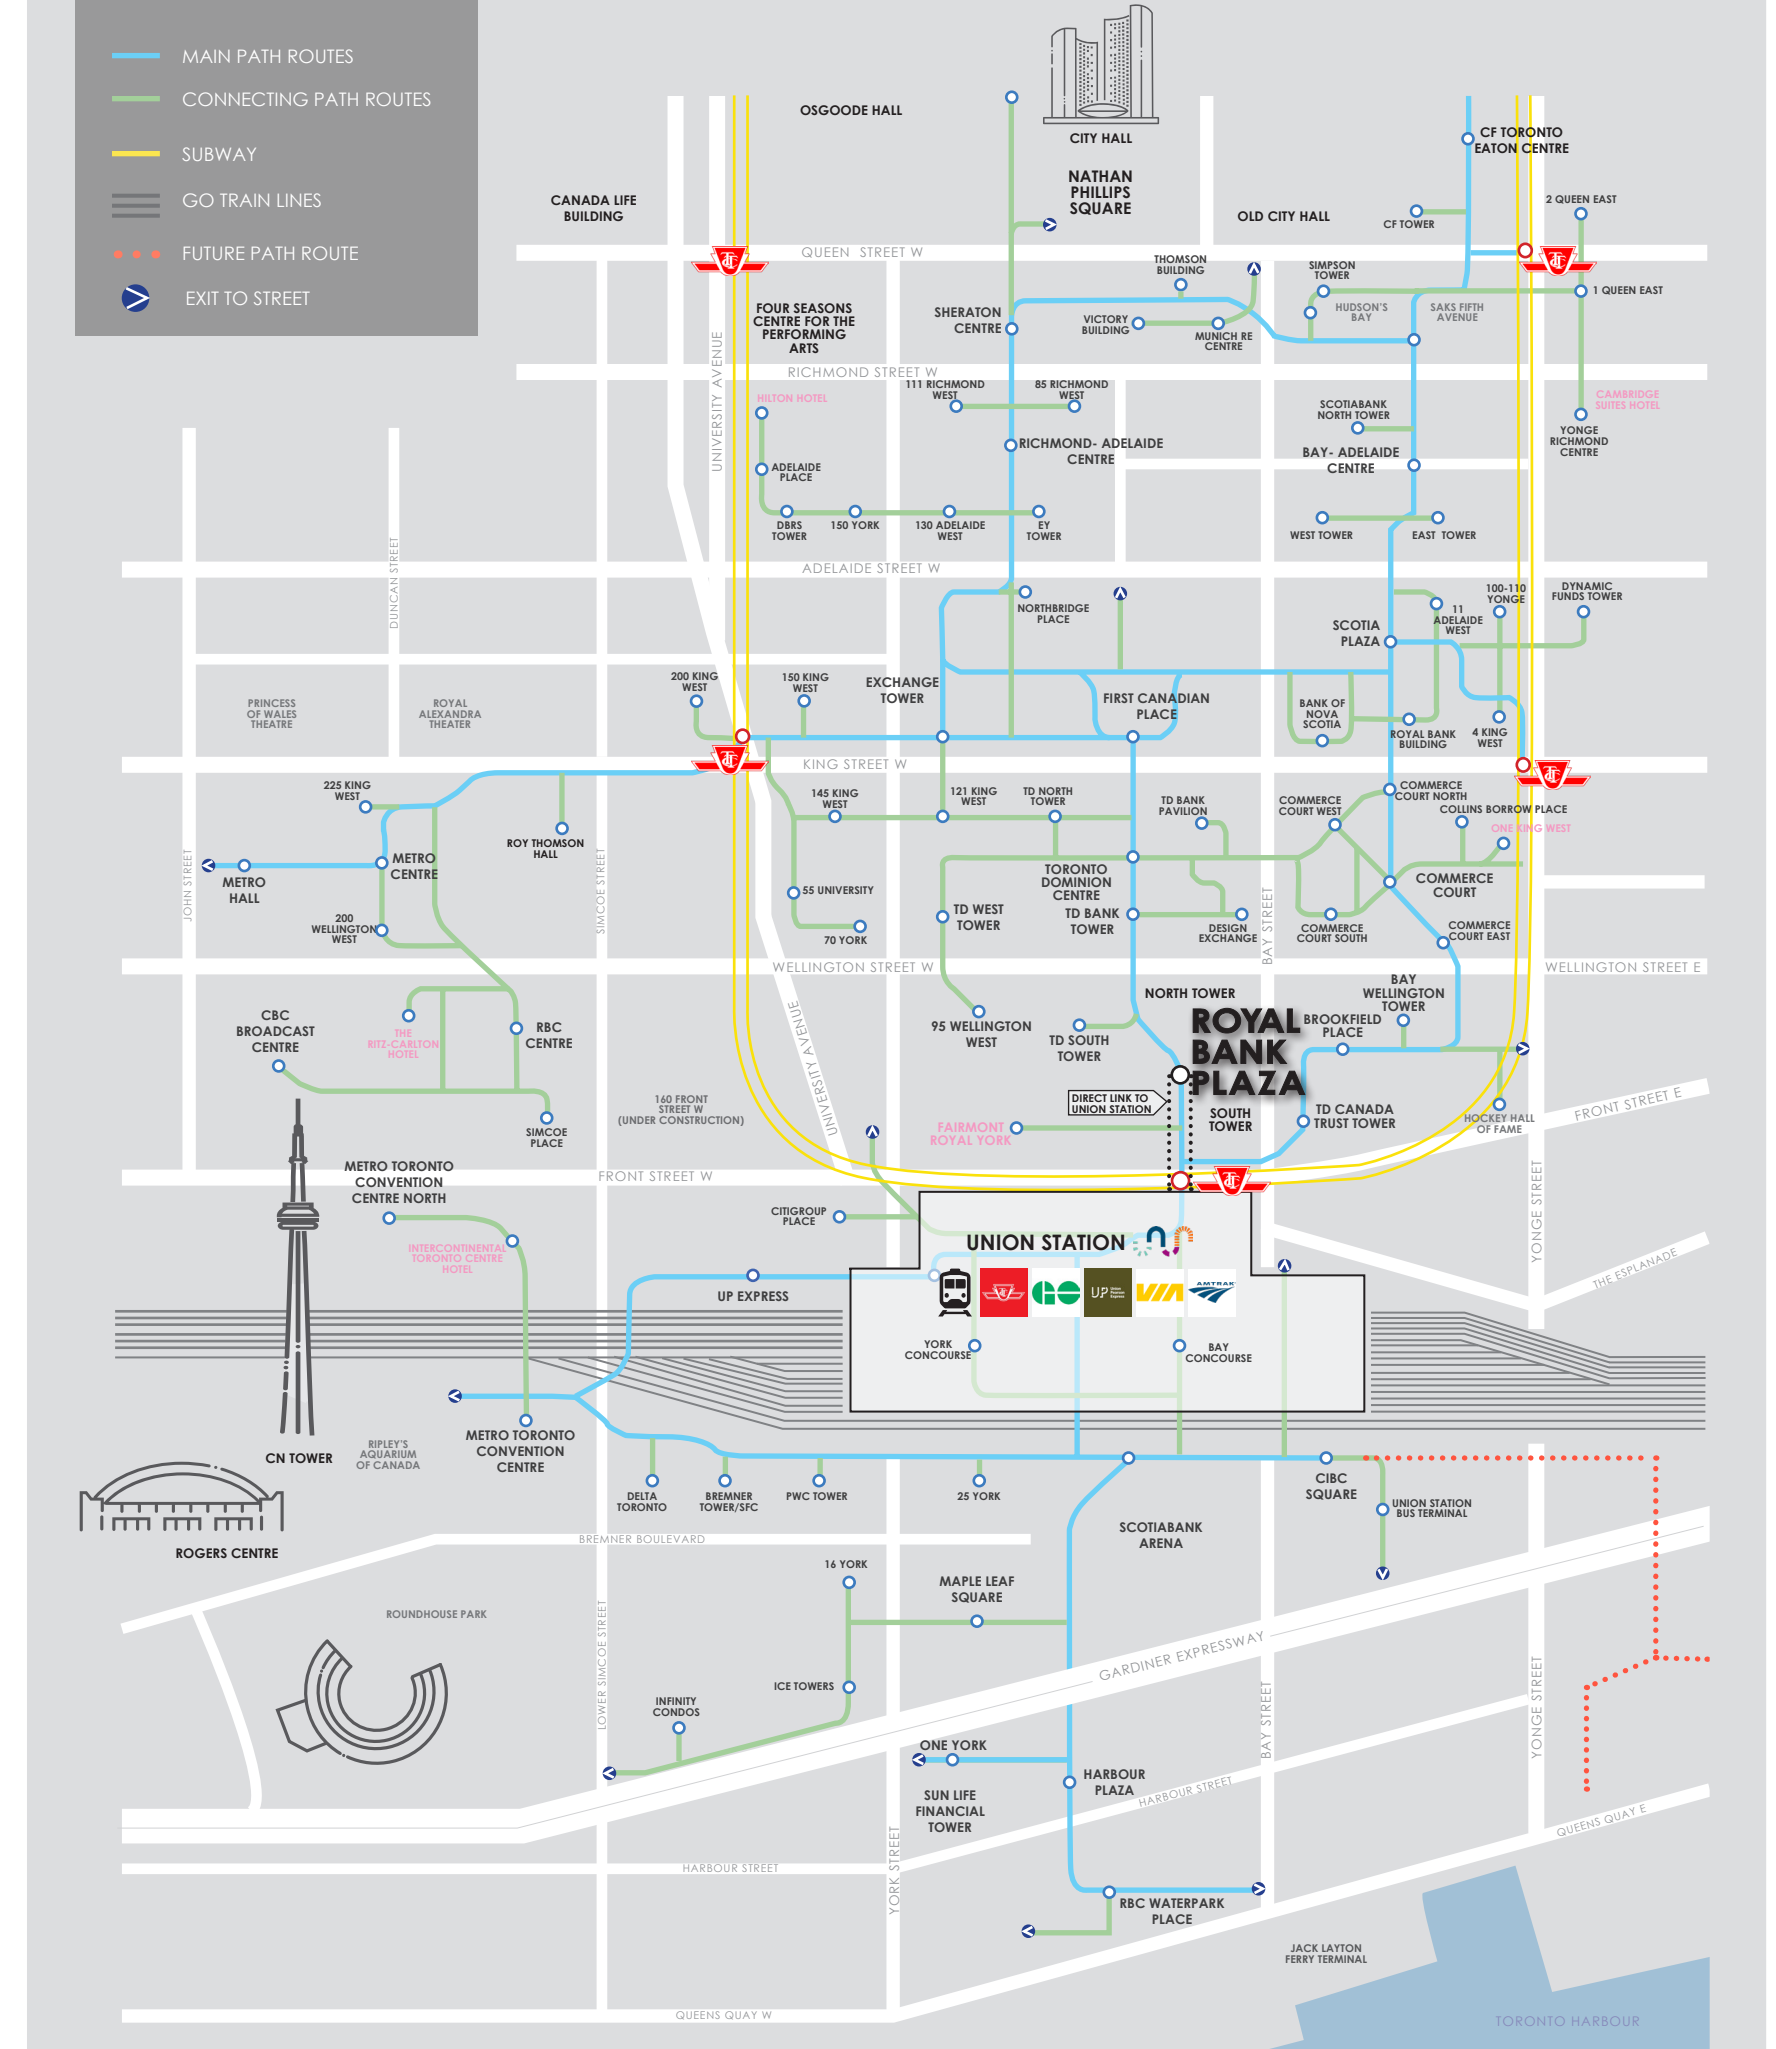 MAIN PATH ROUTES
CONNECTING PATH ROUTES
SUBWAY
GO TRAIN LINES
FUTURE PATH ROUTE
EXIT TO STREET
OSGOODE HALL
CITY HALL
CF TORONTO
EATON CENTRE
NATHAN
PHILLIPS
SQUARE
CANADA LIFE
BUILDING
OLD CITY HALL
CF TOWER
2 QUEEN EAST
QUEEN STREET W
THOMSON
BUILDING
SIMPSON
TOWER
1 QUEEN EAST
FOUR SEASONS
CENTRE FOR THE
PERFORMING
ARTS
SHERATON
CENTRE
VICTORY
BUILDING
MUNICH RE
CENTRE
HUDSON'S
BAY
SAKS FIFTH
AVENUE
UNIVERSITY AVENUE
RICHMOND STREET W
HILTON HOTEL
111 RICHMOND
WEST
85 RICHMOND
WEST
SCOTIABANK
NORTH TOWER
CAMBRIDGE
SUITES HOTEL
YONGE
RICHMOND
CENTRE
RICHMOND- ADELAIDE
CENTRE
BAY- ADELAIDE
CENTRE
ADELAIDE
PLACE
DBRS
TOWER
150 YORK
130 ADELAIDE
WEST
EY
TOWER
WEST TOWER
EAST TOWER
DUNCAN STREET
ADELAIDE STREET W
NORTHBRIDGE
PLACE
100-110
YONGE
DYNAMIC
FUNDS TOWER
11
ADELAIDE
WEST
SCOTIA
PLAZA
PRINCESS
OF WALES
THEATRE
ROYAL
ALEXANDRA
THEATER
200 KING
WEST
150 KING
WEST
EXCHANGE
TOWER
FIRST CANADIAN
PLACE
BANK OF
NOVA
SCOTIA
ROYAL BANK
BUILDING
4 KING
WEST
KING STREET W
225 KING
WEST
145 KING
WEST
121 KING
WEST
TD NORTH
TOWER
TD BANK
PAVILION
COMMERCE
COURT WEST
COMMERCE
COURT NORTH
COLLINS BORROW PLACE
ONE KING WEST
ROY THOMSON
HALL
METRO
CENTRE
METRO
HALL
JOHN STREET
SIMCOE STREET
55 UNIVERSITY
70 YORK
200
WELLINGTON
WEST
TORONTO
DOMINION
CENTRE
TD WEST
TOWER
TD BANK
TOWER
DESIGN
EXCHANGE
BAY STREET
COMMERCE
COURT SOUTH
COMMERCE
COURT
COMMERCE
COURT EAST
WELLINGTON STREET W
WELLINGTON STREET E
CBC
BROADCAST
CENTRE
THE
RITZ-CARLTON
HOTEL
RBC
CENTRE
UNIVERSITY AVENUE
95 WELLINGTON
WEST
TD SOUTH
TOWER
NORTH TOWER
ROYAL
BANK
PLAZA
BROOKFIELD
PLACE
BAY
WELLINGTON
TOWER
DIRECT LINK TO
UNION STATION
SOUTH
TOWER
TD CANADA
TRUST TOWER
HOCKEY HALL
OF FAME
FRONT STREET E
SIMCOE
PLACE
160 FRONT
STREET W
(UNDER CONSTRUCTION)
FAIRMONT
ROYAL YORK
METRO TORONTO
CONVENTION
CENTRE NORTH
FRONT STREET W
CITIGROUP
PLACE
INTERCONTINENTAL
TORONTO CENTRE
HOTEL
UNION STATION
YONGE STREET
THE ESPLANADE
UP EXPRESS
GO
UP
Union
Pearson
Express
VIA
AMTRAK
YORK
CONCOURSE
BAY
CONCOURSE
CN TOWER
RIPLEY'S
AQUARIUM
OF CANADA
METRO TORONTO
CONVENTION
CENTRE
DELTA
TORONTO
BREMNER
TOWER/SFC
PWC TOWER
25 YORK
CIBC
SQUARE
UNION STATION
BUS TERMINAL
SCOTIABANK
ARENA
ROGERS CENTRE
BREMNER BOULEVARD
16 YORK
MAPLE LEAF
SQUARE
ROUNDHOUSE PARK
LOWER SIMCOE STREET
GARDINER EXPRESSWAY
ICE TOWERS
INFINITY
CONDOS
BAY STREET
YONGE STREET
ONE YORK
HARBOUR
PLAZA
SUN LIFE
FINANCIAL
TOWER
HARBOUR STREET
QUEENS QUAY E
HARBOUR STREET
YORK STREET
RBC WATERPARK
PLACE
JACK LAYTON
FERRY TERMINAL
QUEENS QUAY W
TORONTO HARBOUR